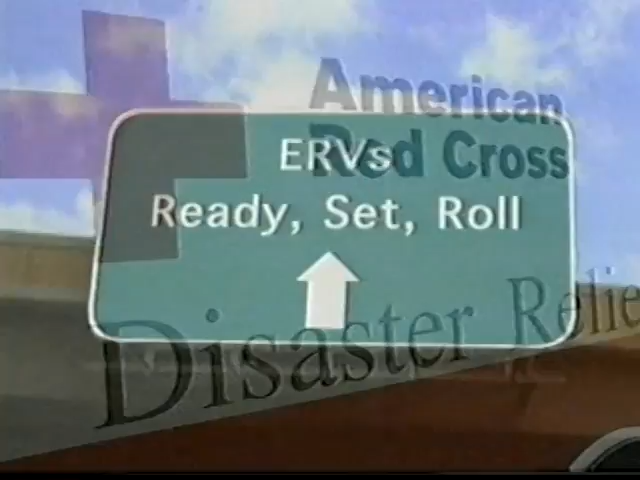 American
Red Cross
ERVs
Ready, Set, Roll
Disaster Relie